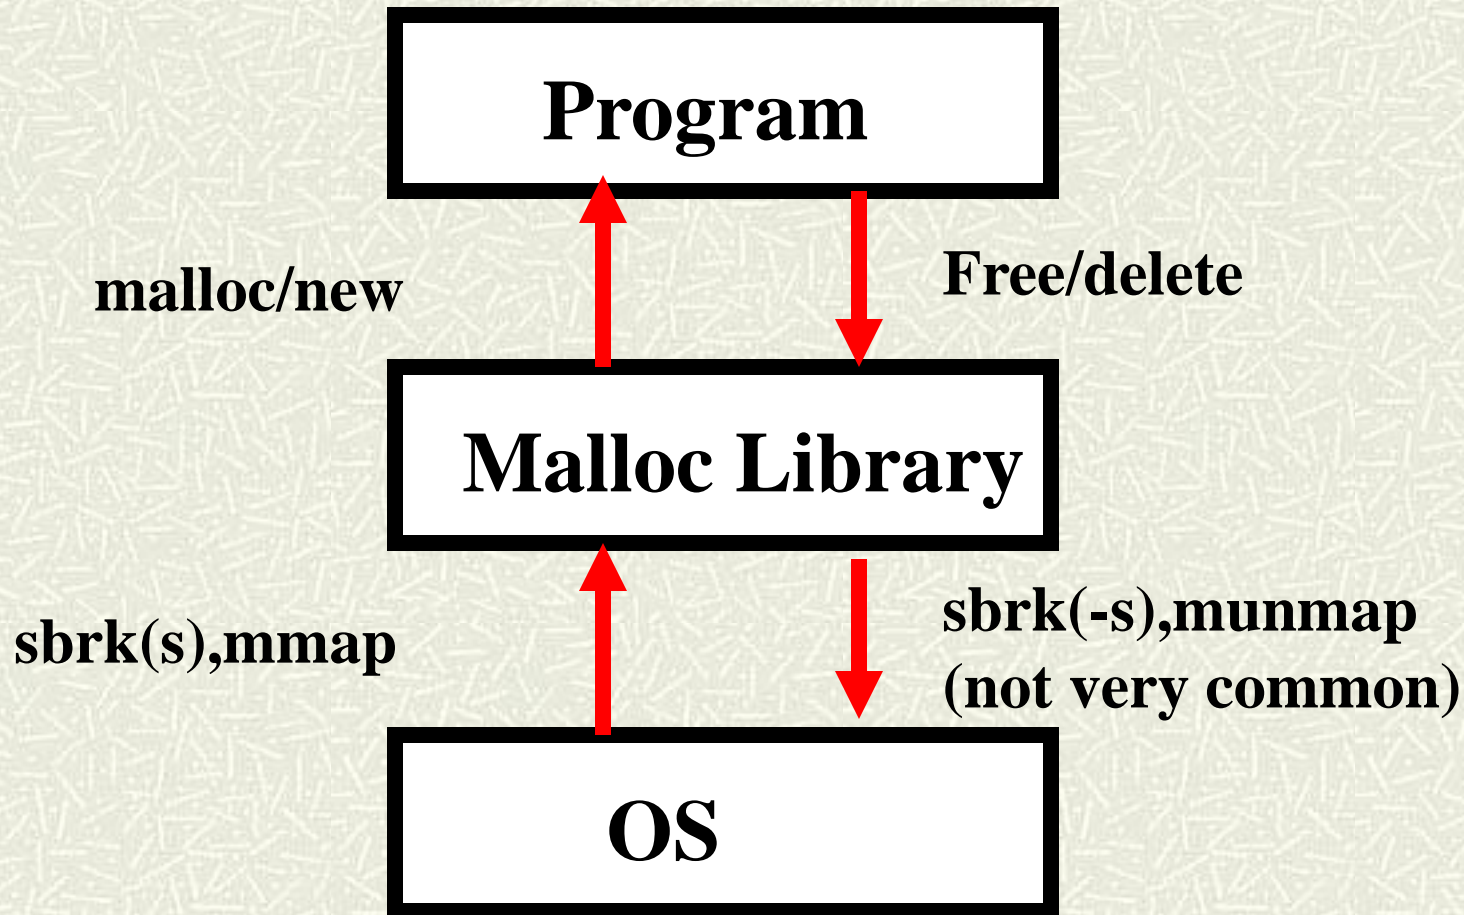 Program
malloc/new
Free/delete
Malloc Library
sbrk(s),mmap
sbrk(-s),munmap
(not very common)
OS